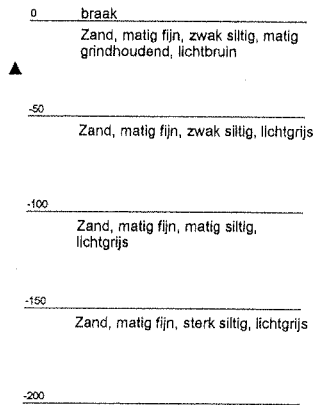 0 braak
Zand, matig fijn, zwak siltig, matig
grindhoudend, lichtbruin
-50
Zand, matig fijn, zwak siltig, lichtgrijs
-100
Zand, matig fijn, matig siltig,
lichtgrijs
-150
Zand, matig fijn, sterk siltig, lichtgrijs
-200